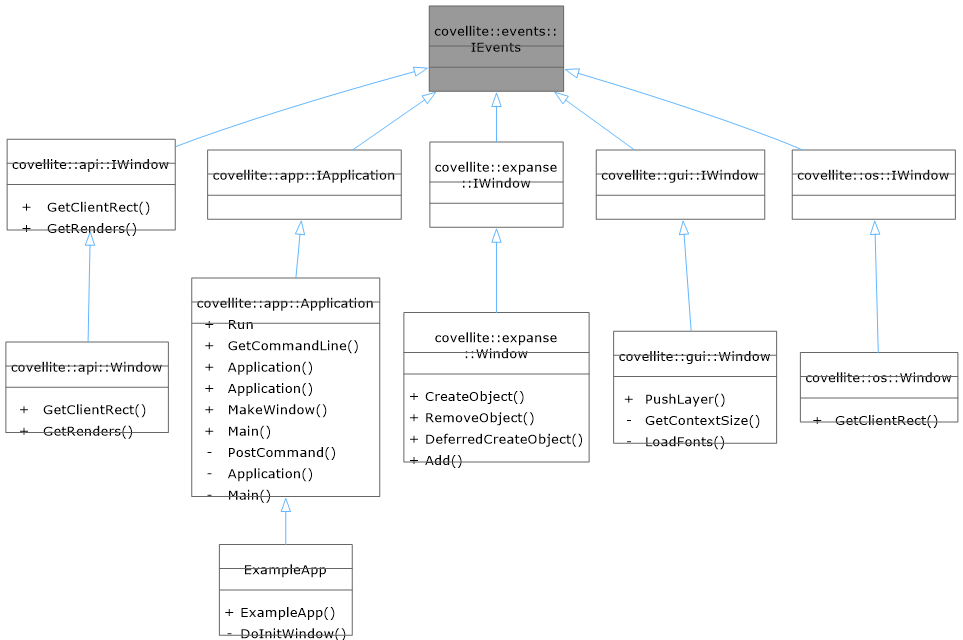 covellite::events::
IEvents
covellite::api::IWindow
+ GetClientRect()
+ GetRenders()
covellite::app::IApplication
covellite::expanse
::IWindow
covellite::gui::IWindow
covellite::os::IWindow
covellite::api::Window
+ GetClientRect()
+ GetRenders()
covellite::app::Application
+ Run
+ GetCommandLine()
+ Application()
+ Application()
+ MakeWindow()
+ Main()
- PostCommand()
- Application()
- Main()
covellite::expanse
::Window
+ CreateObject()
+ RemoveObject()
+ DeferredCreateObject()
+ Add()
covellite::gui::Window
+ PushLayer()
- GetContextSize()
- LoadFonts()
covellite::os::Window
+ GetClientRect()
ExampleApp
+ ExampleApp()
- DoInitWindow()